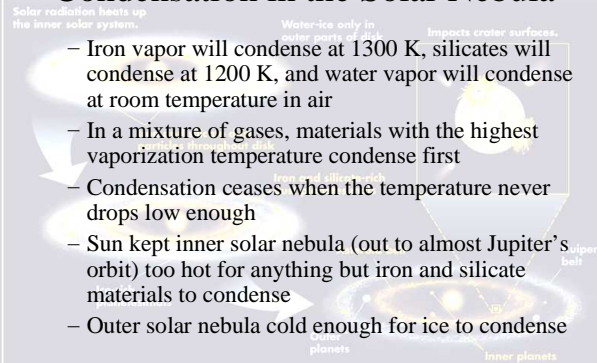 Condensation in the Solar Nebula
Solar radiation heats up
the inner solar system.
Water-ice only in
outer parts of disk
Impacts crater surfaces.
– Iron vapor will condense at 1300 K, silicates will
condense at 1200 K, and water vapor will condense
at room temperature in air
– In a mixture of gases, materials with the highest
vaporization temperature condense first
particles throughout disk
Iron and silicate-rich
– Condensation ceases when the temperature never
drops low enough
– Sun kept inner solar nebula (out to almost Jupiter’s
orbit) too hot for anything but iron and silicate
materials to condense
belt
– Outer solar nebula cold enough for ice to condense
Outer
planets
Inner planets